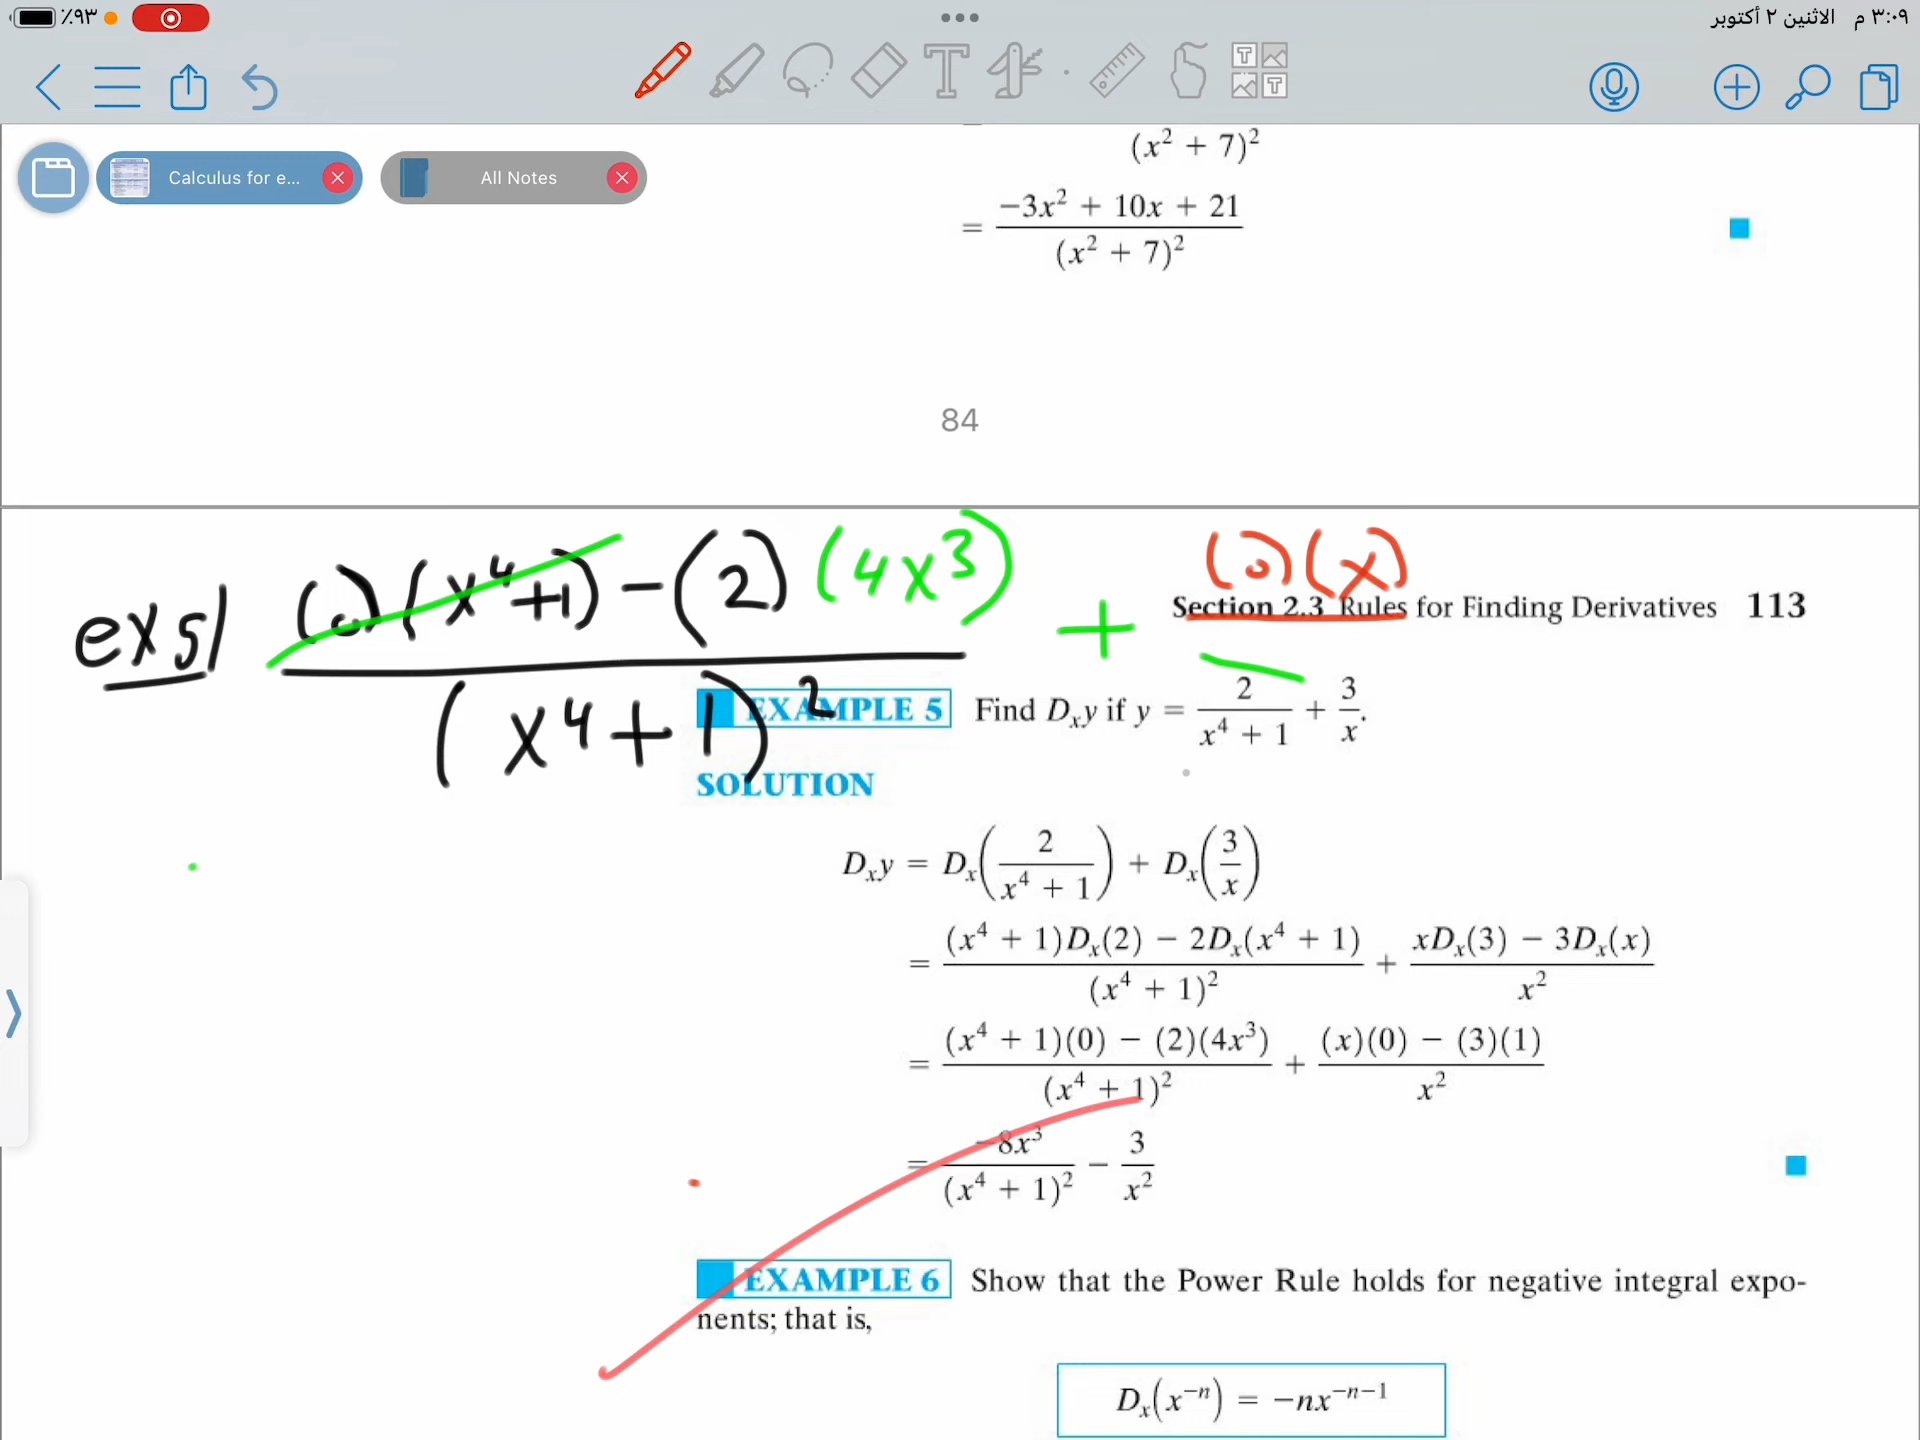 ٪٩٣
٣:٠٩ م الاثنين ٢ أكتوبر
Calculus for e...
All Notes
(x² + 7)²
= (−3x² + 10x + 21)/(x² + 7)²
84
ex5| ((0)(x⁴+1) − (2)(4x³))/(x⁴+1)² + (0)(x)
Section 2.3 Rules for Finding Derivatives 113
EXAMPLE 5 Find Dₓy if y = 2/(x⁴ + 1) + 3/x.
SOLUTION
Dₓy = Dₓ(2/(x⁴ + 1)) + Dₓ(3/x)
= ((x⁴ + 1)Dₓ(2) − 2Dₓ(x⁴ + 1))/(x⁴ + 1)² + (xDₓ(3) − 3Dₓ(x))/x²
= ((x⁴ + 1)(0) − (2)(4x³))/(x⁴ + 1)² + ((x)(0) − (3)(1))/x²
= −8x³/(x⁴ + 1)² − 3/x²
EXAMPLE 6 Show that the Power Rule holds for negative integral expo-
nents; that is,
Dₓ(x⁻ⁿ) = −nx⁻ⁿ⁻¹